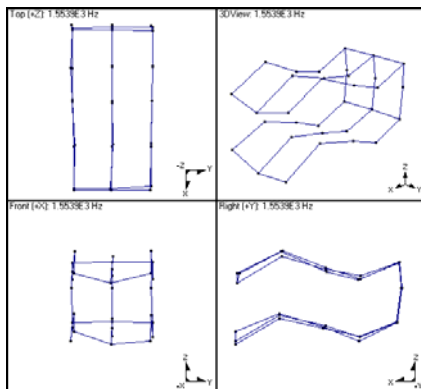 Top [+Z]: 1.5539E3 Hz
3DView: 1.5539E3 Hz
-Z
Y
X
Z
X
Y
Front [+X]: 1.5539E3 Hz
Right [+Y]: 1.5539E3 Hz
Z
-X
Y
Z
X
-Y